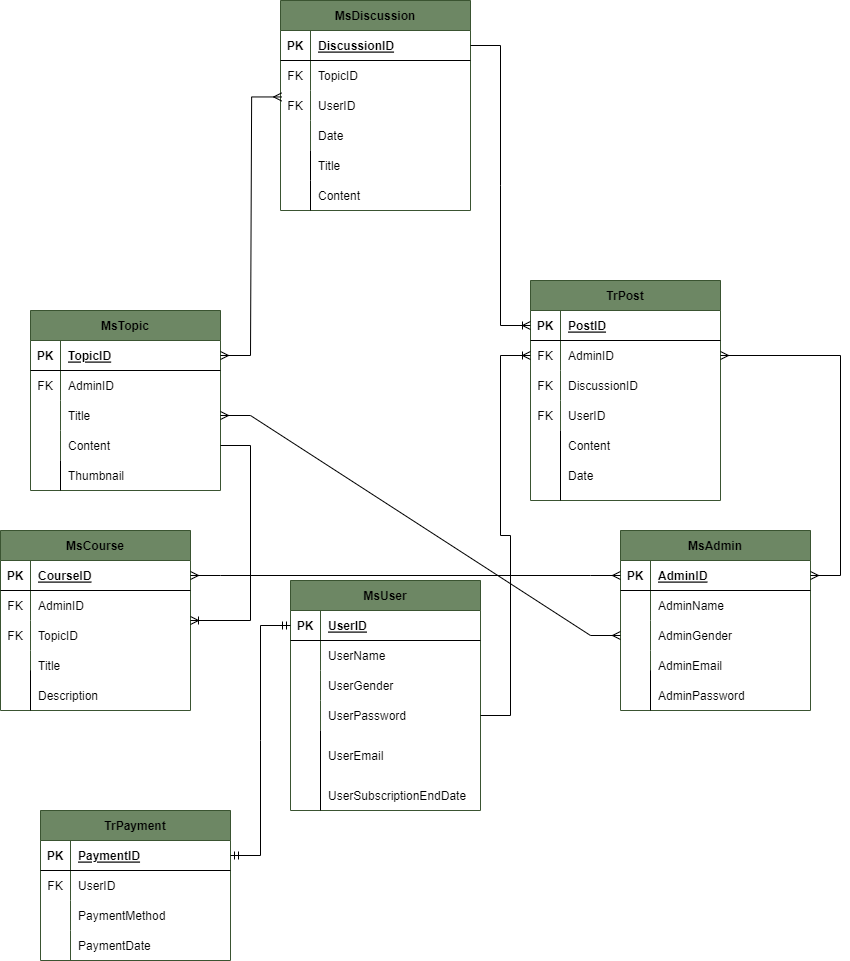 MsDiscussion
PK DiscussionID
FK TopicID
FK UserID
Date
Title
Content
TrPost
PK PostID
FK AdminID
FK DiscussionID
FK UserID
Content
Date
MsTopic
PK TopicID
FK AdminID
Title
Content
Thumbnail
MsCourse
PK CourseID
FK AdminID
FK TopicID
Title
Description
MsAdmin
PK AdminID
AdminName
AdminGender
AdminEmail
AdminPassword
MsUser
PK UserID
UserName
UserGender
UserPassword
UserEmail
UserSubscriptionEndDate
TrPayment
PK PaymentID
FK UserID
PaymentMethod
PaymentDate